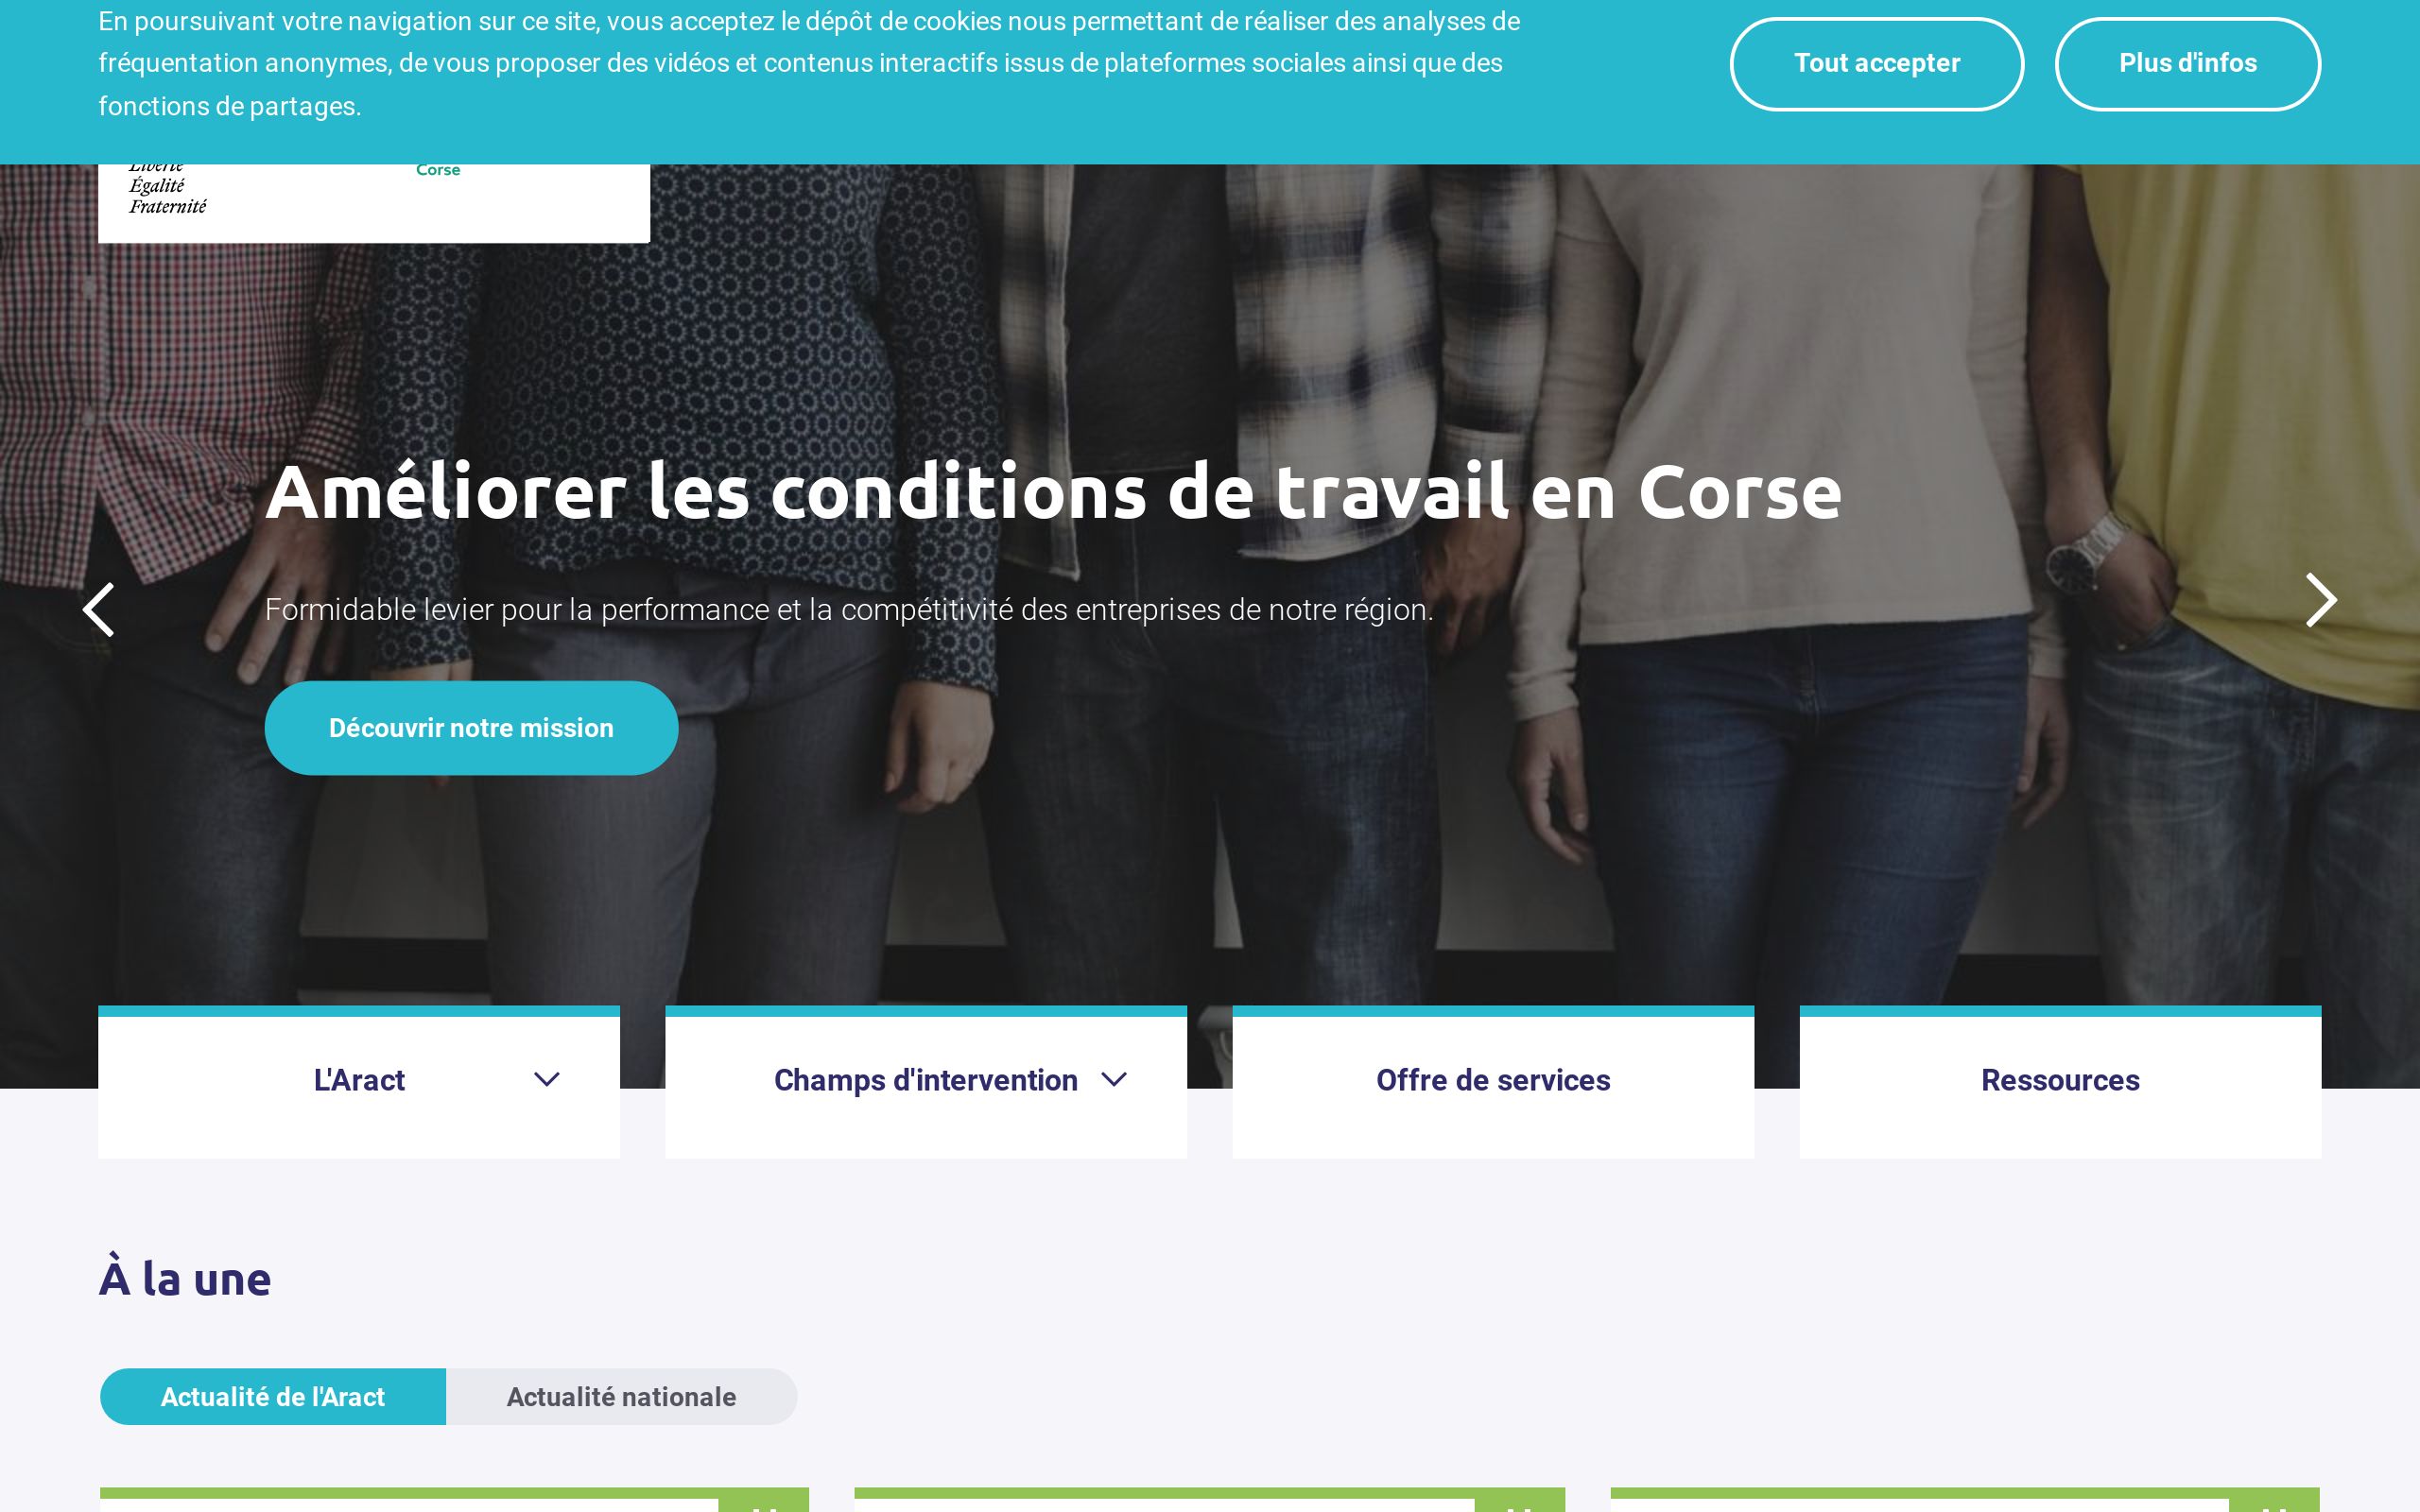 En poursuivant votre navigation sur ce site, vous acceptez le dépôt de cookies nous permettant de réaliser des analyses de
fréquentation anonymes, de vous proposer des vidéos et contenus interactifs issus de plateformes sociales ainsi que des
fonctions de partages.
Tout accepter
Plus d'infos
Liberté
Égalité
Fraternité
Corse
Améliorer les conditions de travail en Corse
Formidable levier pour la performance et la compétitivité des entreprises de notre région.
Découvrir notre mission
L'Aract
Champs d'intervention
Offre de services
Ressources
À la une
Actualité de l'Aract
Actualité nationale